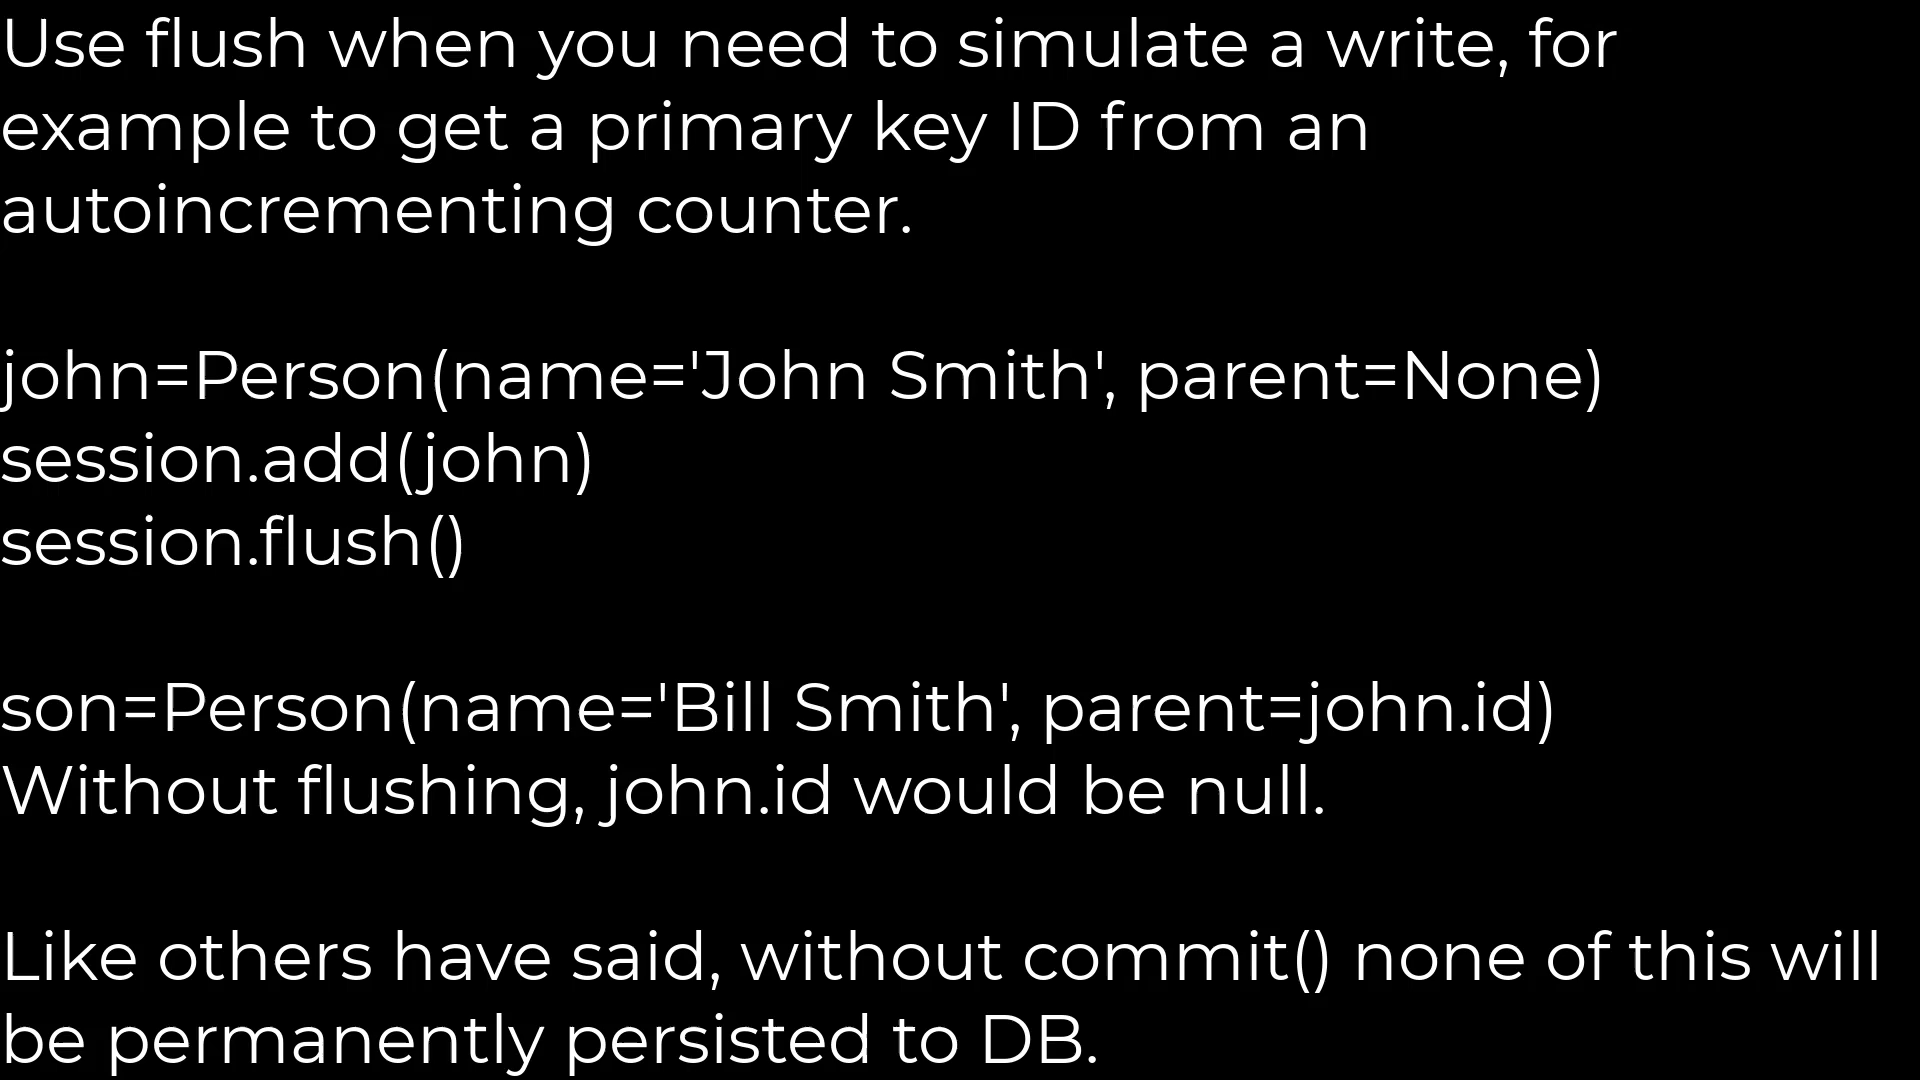 Use flush when you need to simulate a write, for
example to get a primary key ID from an
autoincrementing counter.
john=Person(name='John Smith', parent=None)
session.add(john)
session.flush()
son=Person(name='Bill Smith', parent=john.id)
Without flushing, john.id would be null.
Like others have said, without commit() none of this will
be permanently persisted to DB.